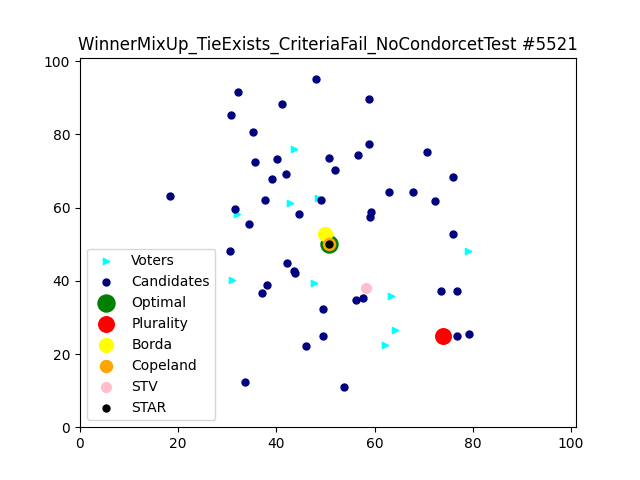 WinnerMixUp_TieExists_CriteriaFail_NoCondorcetTest #5521
100
80
60
40
20
0
Voters
Candidates
Optimal
Plurality
Borda
Copeland
STV
STAR
0 20 40 60 80 100